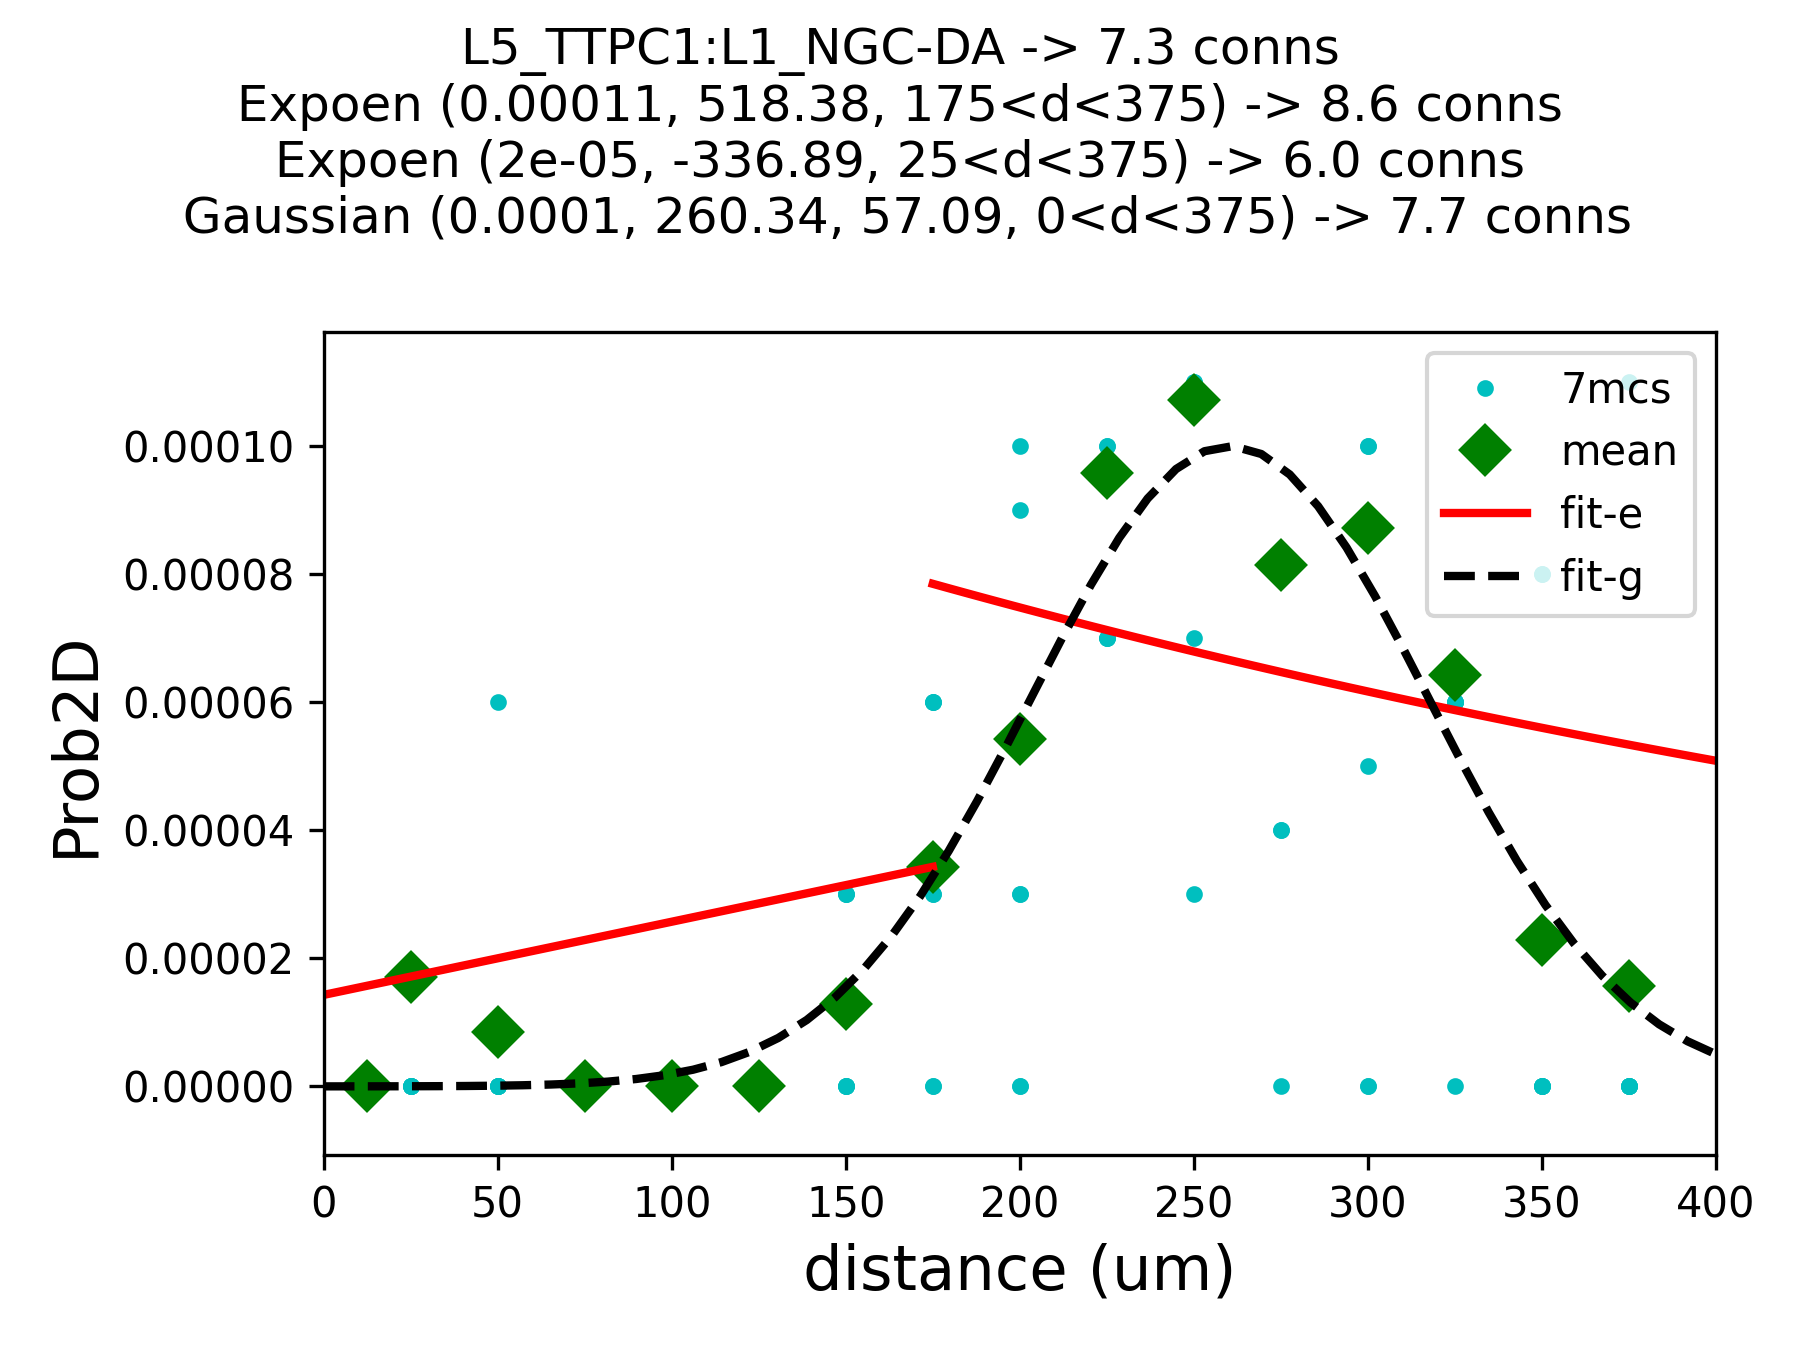 L5_TTPC1:L1_NGC-DA -> 7.3 conns
Expoen (0.00011, 518.38, 175<d<375) -> 8.6 conns
Expoen (2e-05, -336.89, 25<d<375) -> 6.0 conns
Gaussian (0.0001, 260.34, 57.09, 0<d<375) -> 7.7 conns
7mcs
mean
fit-e
fit-g
0.00010
0.00008
0.00006
0.00004
0.00002
0.00000
Prob2D
0 50 100 150 200 250 300 350 400
distance (um)